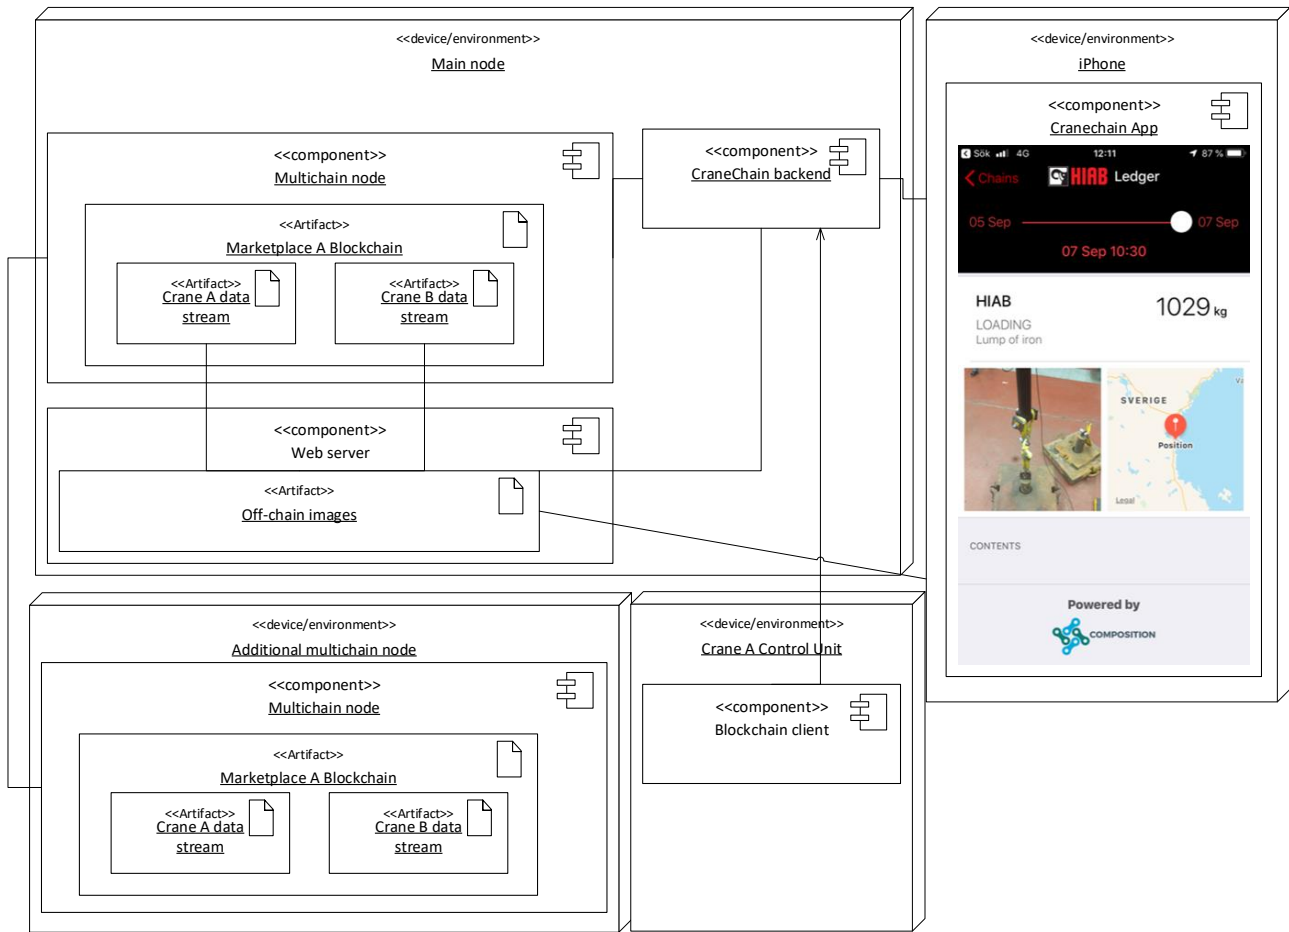 <<device/environment>>
Main node
<<component>>
Multichain node
<<Artifact>>
Marketplace A Blockchain
<<Artifact>>
Crane A data
stream
<<Artifact>>
Crane B data
stream
<<component>>
CraneChain backend
<<component>>
Web server
<<Artifact>>
Off-chain images
<<device/environment>>
iPhone
<<component>>
Cranechain App
Sök 4G 12:11 87 %
Chains HIAB Ledger
05 Sep 07 Sep
07 Sep 10:30
HIAB 1029 kg
LOADING
Lump of iron
SVERIGE
Position
Legal
CONTENTS
Powered by
COMPOSITION
<<device/environment>>
Additional multichain node
<<component>>
Multichain node
<<Artifact>>
Marketplace A Blockchain
<<Artifact>>
Crane A data
stream
<<Artifact>>
Crane B data
stream
<<device/environment>>
Crane A Control Unit
<<component>>
Blockchain client